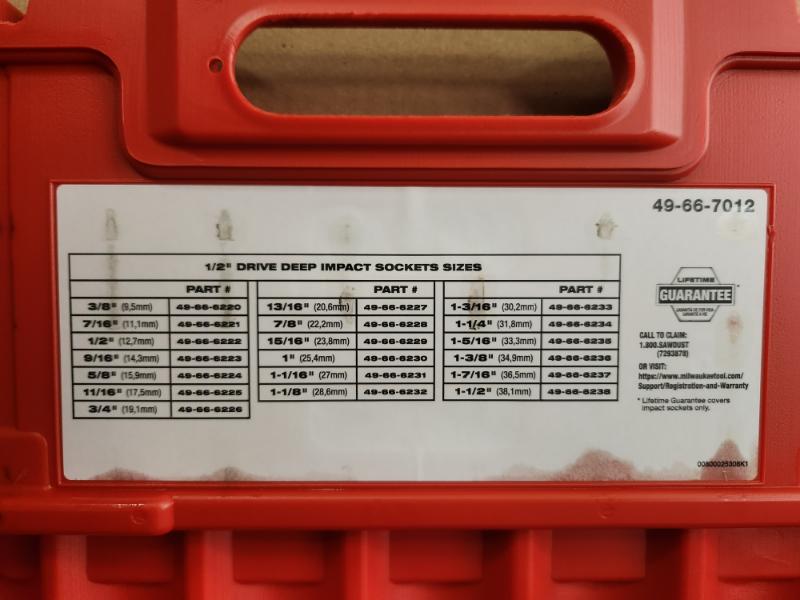 49-66-7012
1/2" DRIVE DEEP IMPACT SOCKETS SIZES
PART # PART # PART #
3/8" (9,5mm) 49-66-6220 13/16" (20,6mm) 49-66-6227 1-3/16" (30,2mm) 49-66-6233
7/16" (11,1mm) 49-66-6221 7/8" (22,2mm) 49-66-6228 1-1/4" (31,8mm) 49-66-6234
1/2" (12,7mm) 49-66-6222 15/16" (23,8mm) 49-66-6229 1-5/16" (33,3mm) 49-66-6235
9/16" (14,3mm) 49-66-6223 1" (25,4mm) 49-66-6230 1-3/8" (34,9mm) 49-66-6236
5/8" (15,9mm) 49-66-6224 1-1/16" (27mm) 49-66-6231 1-7/16" (36,5mm) 49-66-6237
11/16" (17,5mm) 49-66-6225 1-1/8" (28,6mm) 49-66-6232 1-1/2" (38,1mm) 49-66-6238
3/4" (19,1mm) 49-66-6226
LIFETIME
GUARANTEE
CALL TO CLAIM:
1.800.SAWDUST
(7293878)
OR VISIT:
https://www.milwaukeetool.com/
Support/Registration-and-Warranty
* Lifetime Guarantee covers
impact sockets only.